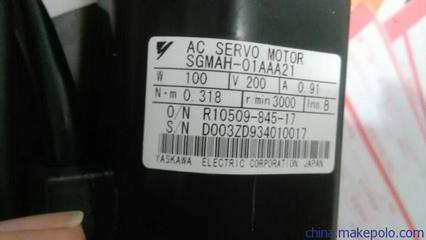 AC SERVO MOTOR
SGMAH-01AAA21
W 100 V 200 A 0.91
N·m 0.318 r/min 3000 Ins.B
O/N R10509-845-17
S/N D003ZD934010017
YASKAWA ELECTRIC CORPORATION JAPAN
china.makepolo.com